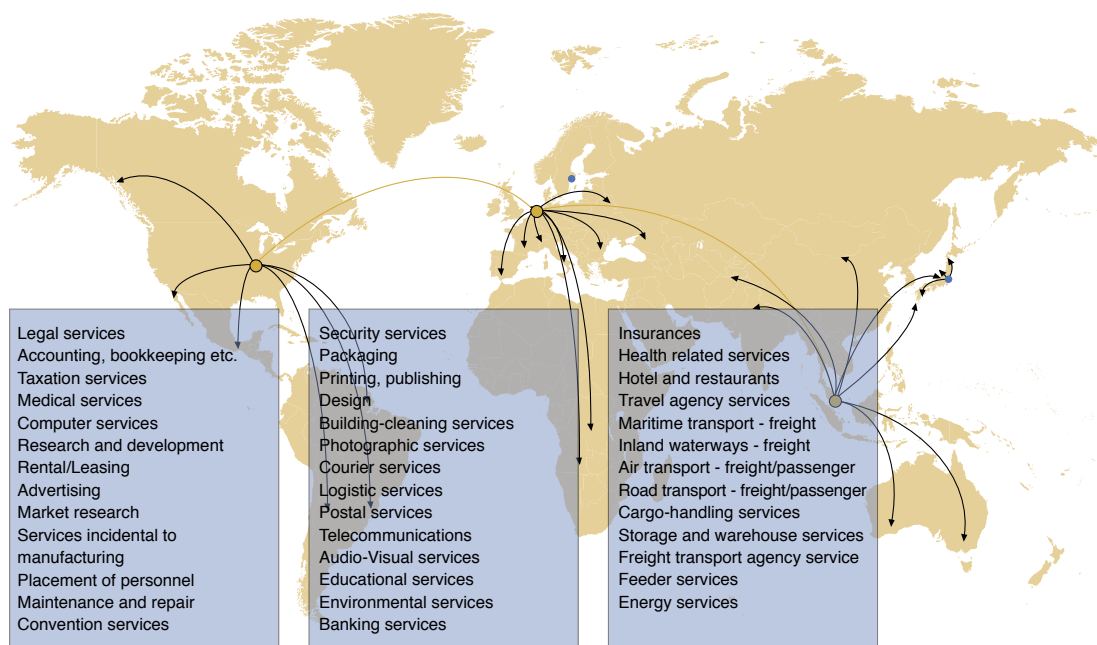 Legal services
Accounting, bookkeeping etc.
Taxation services
Medical services
Computer services
Research and development
Rental/Leasing
Advertising
Market research
Services incidental to
manufacturing
Placement of personnel
Maintenance and repair
Convention services
Security services
Packaging
Printing, publishing
Design
Building-cleaning services
Photographic services
Courier services
Logistic services
Postal services
Telecommunications
Audio-Visual services
Educational services
Environmental services
Banking services
Insurances
Health related services
Hotel and restaurants
Travel agency services
Maritime transport - freight
Inland waterways - freight
Air transport - freight/passenger
Road transport - freight/passenger
Cargo-handling services
Storage and warehouse services
Freight transport agency service
Feeder services
Energy services